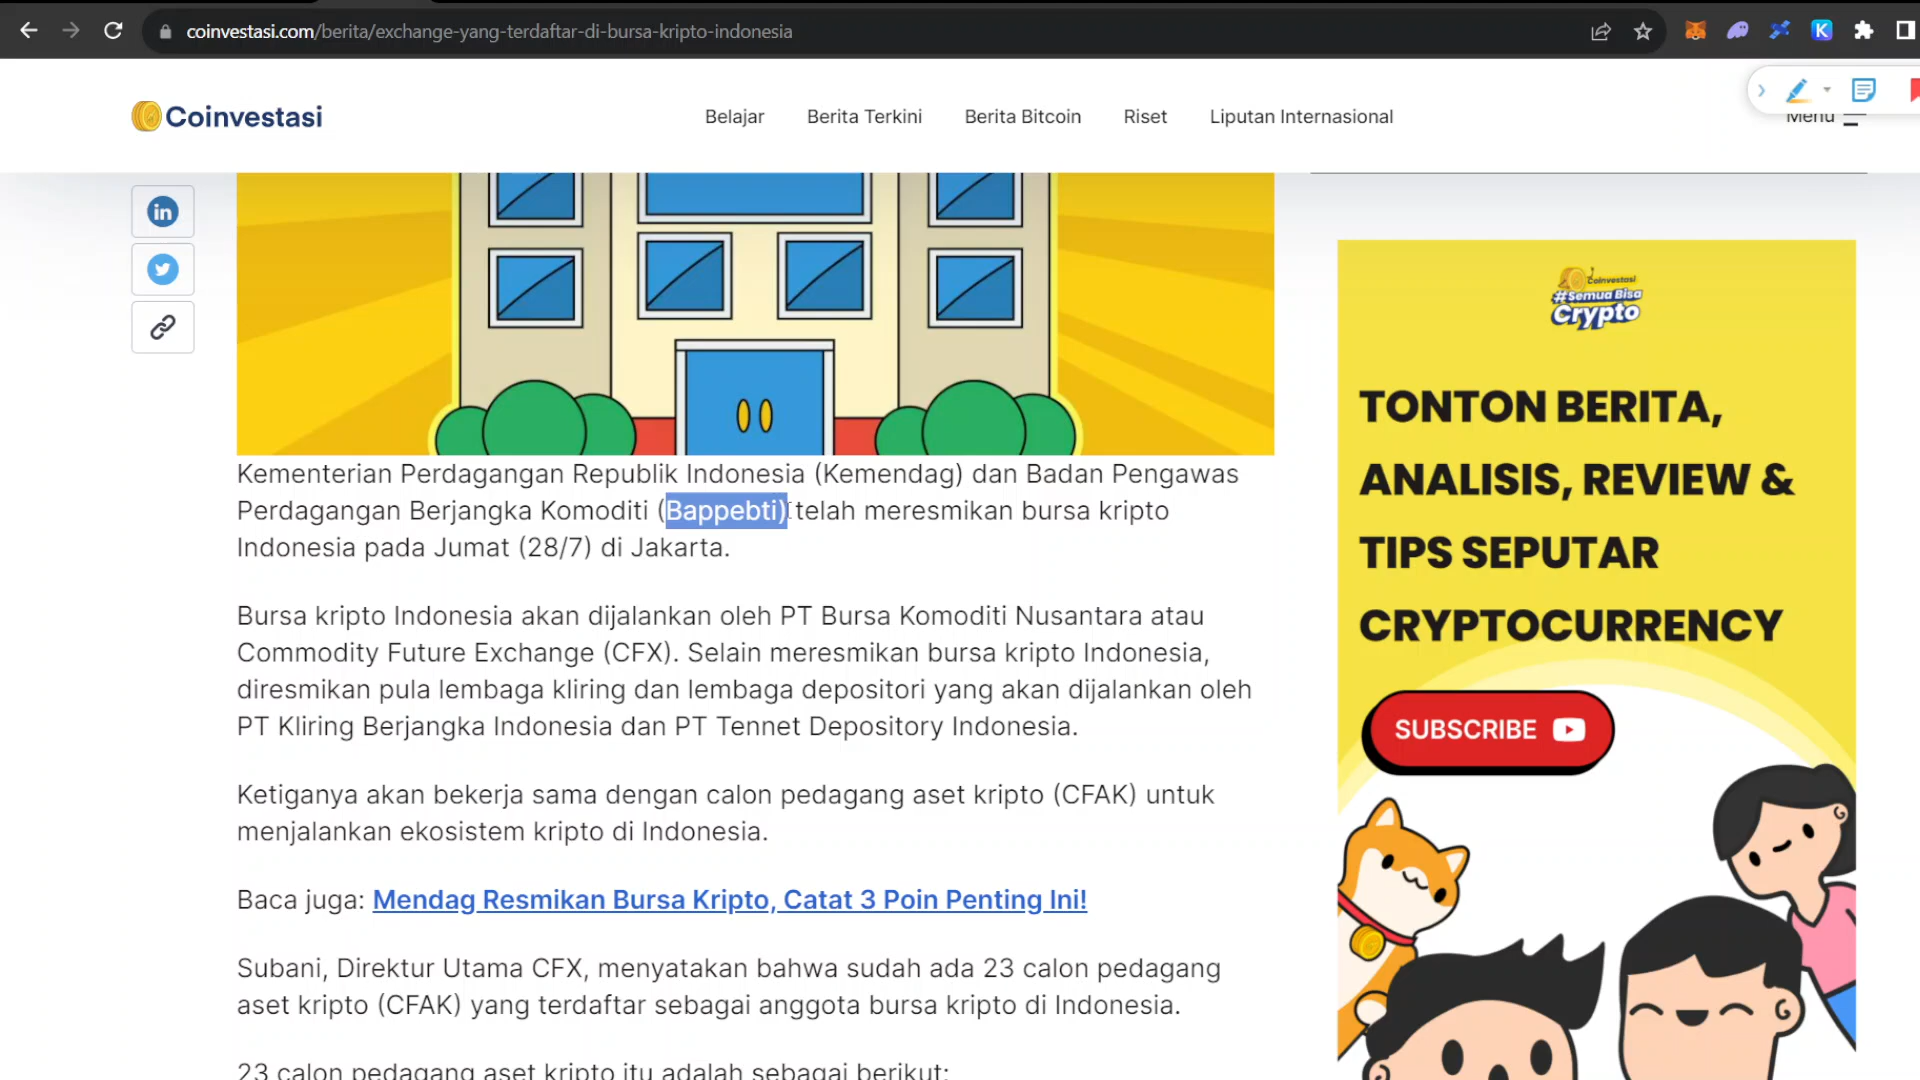 coinvestasi.com/berita/exchange-yang-terdaftar-di-bursa-kripto-indonesia
Coinvestasi
Belajar
Berita Terkini
Berita Bitcoin
Riset
Liputan Internasional
Menu
Kementerian Perdagangan Republik Indonesia (Kemendag) dan Badan Pengawas
Perdagangan Berjangka Komoditi (Bappebti) telah meresmikan bursa kripto
Indonesia pada Jumat (28/7) di Jakarta.
Bursa kripto Indonesia akan dijalankan oleh PT Bursa Komoditi Nusantara atau
Commodity Future Exchange (CFX). Selain meresmikan bursa kripto Indonesia,
diresmikan pula lembaga kliring dan lembaga depositori yang akan dijalankan oleh
PT Kliring Berjangka Indonesia dan PT Tennet Depository Indonesia.
Ketiganya akan bekerja sama dengan calon pedagang aset kripto (CFAK) untuk
menjalankan ekosistem kripto di Indonesia.
Baca juga: Mendag Resmikan Bursa Kripto, Catat 3 Poin Penting Ini!
Subani, Direktur Utama CFX, menyatakan bahwa sudah ada 23 calon pedagang
aset kripto (CFAK) yang terdaftar sebagai anggota bursa kripto di Indonesia.
23 calon pedagang aset kripto itu adalah sebagai berikut:
Coinvestasi
#Semua Bisa
Crypto
TONTON BERITA,
ANALISIS, REVIEW &
TIPS SEPUTAR
CRYPTOCURRENCY
SUBSCRIBE